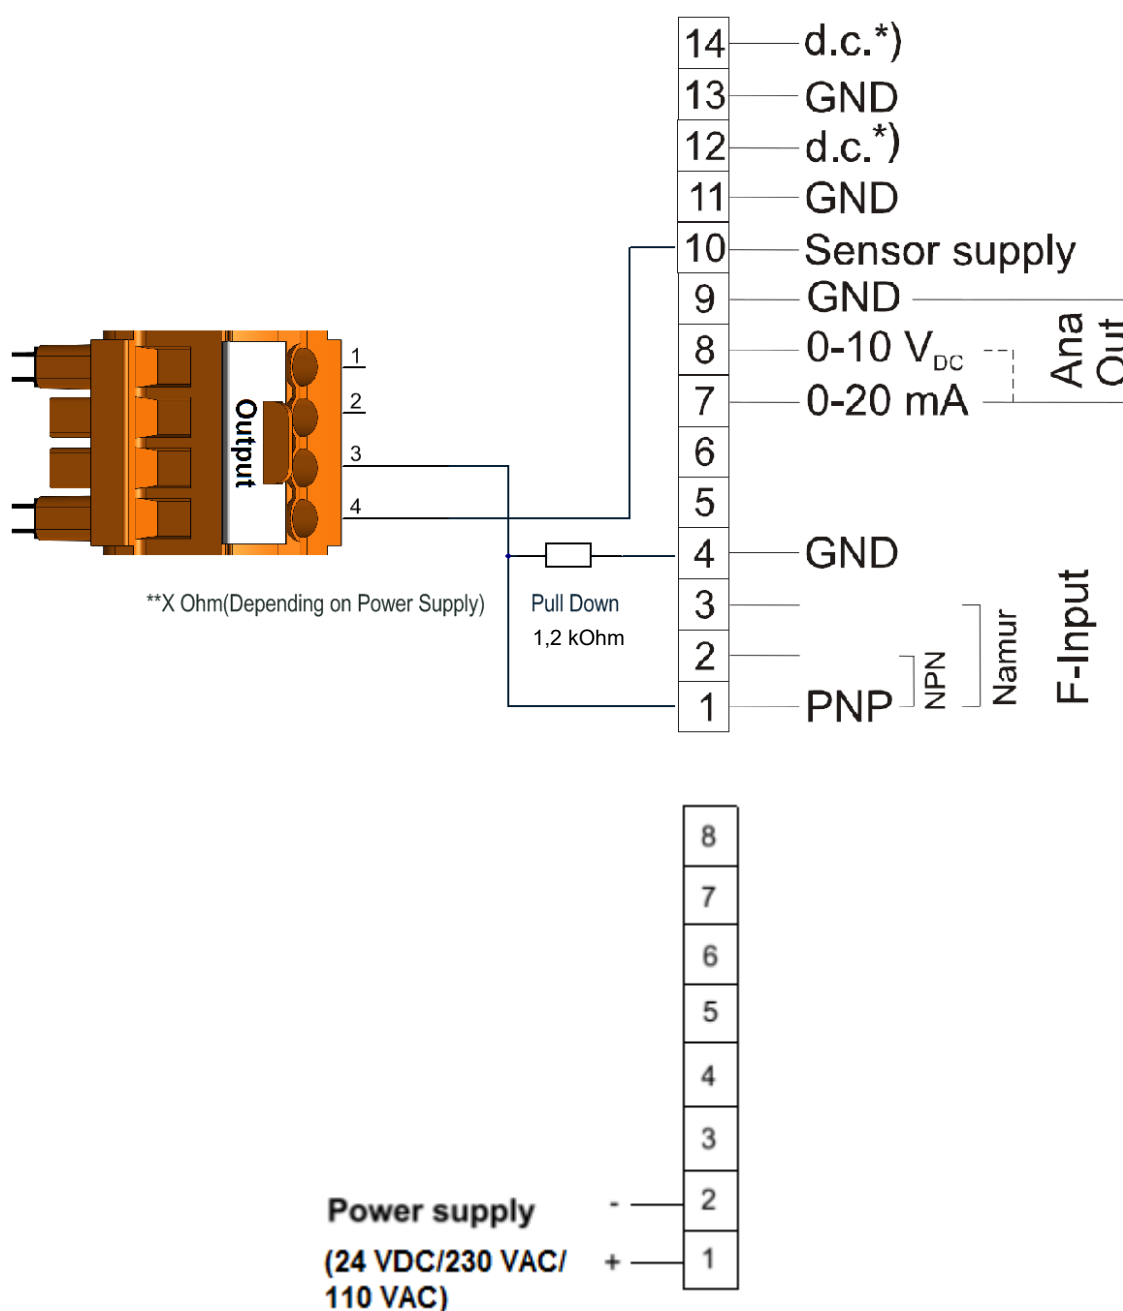 14 d.c.*)
13 GND
12 d.c.*)
11 GND
10 Sensor supply
9 GND
8 0-10 VDC
7 0-20 mA
Ana
Out
6
5
4 GND
3
2
1 PNP
NPN
Namur
F-Input
Output
1
2
3
4
**X Ohm(Depending on Power Supply)
Pull Down
1,2 kOhm
8
7
6
5
4
3
Power supply - 2
(24 VDC/230 VAC/ + 1
110 VAC)